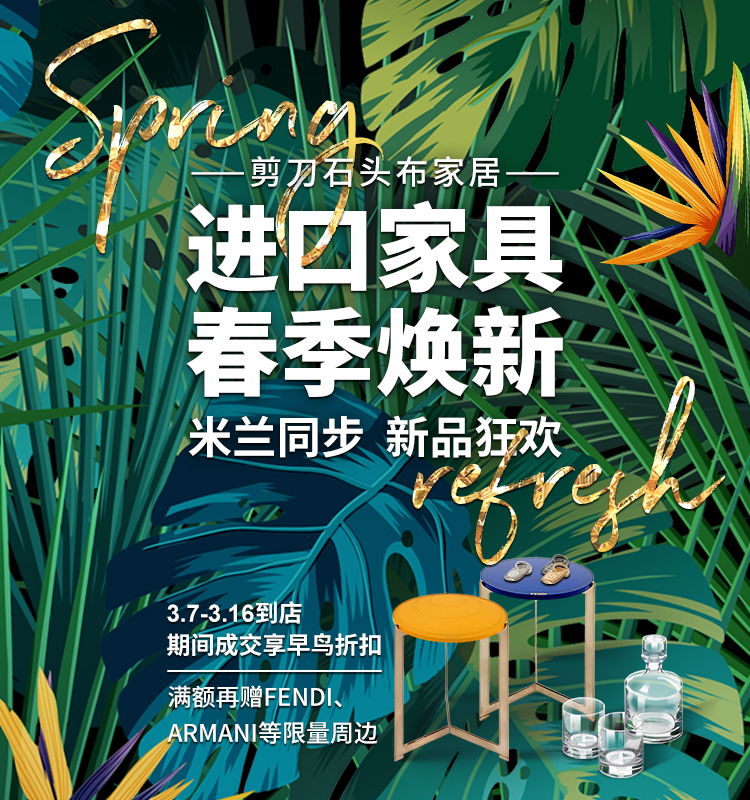 Spring
剪刀石头布家居
进口家具
春季焕新
米兰同步 新品狂欢
refresh
3.7-3.16到店
期间成交享早鸟折扣
满额再赠FENDI、
ARMANI等限量周边
FENDI